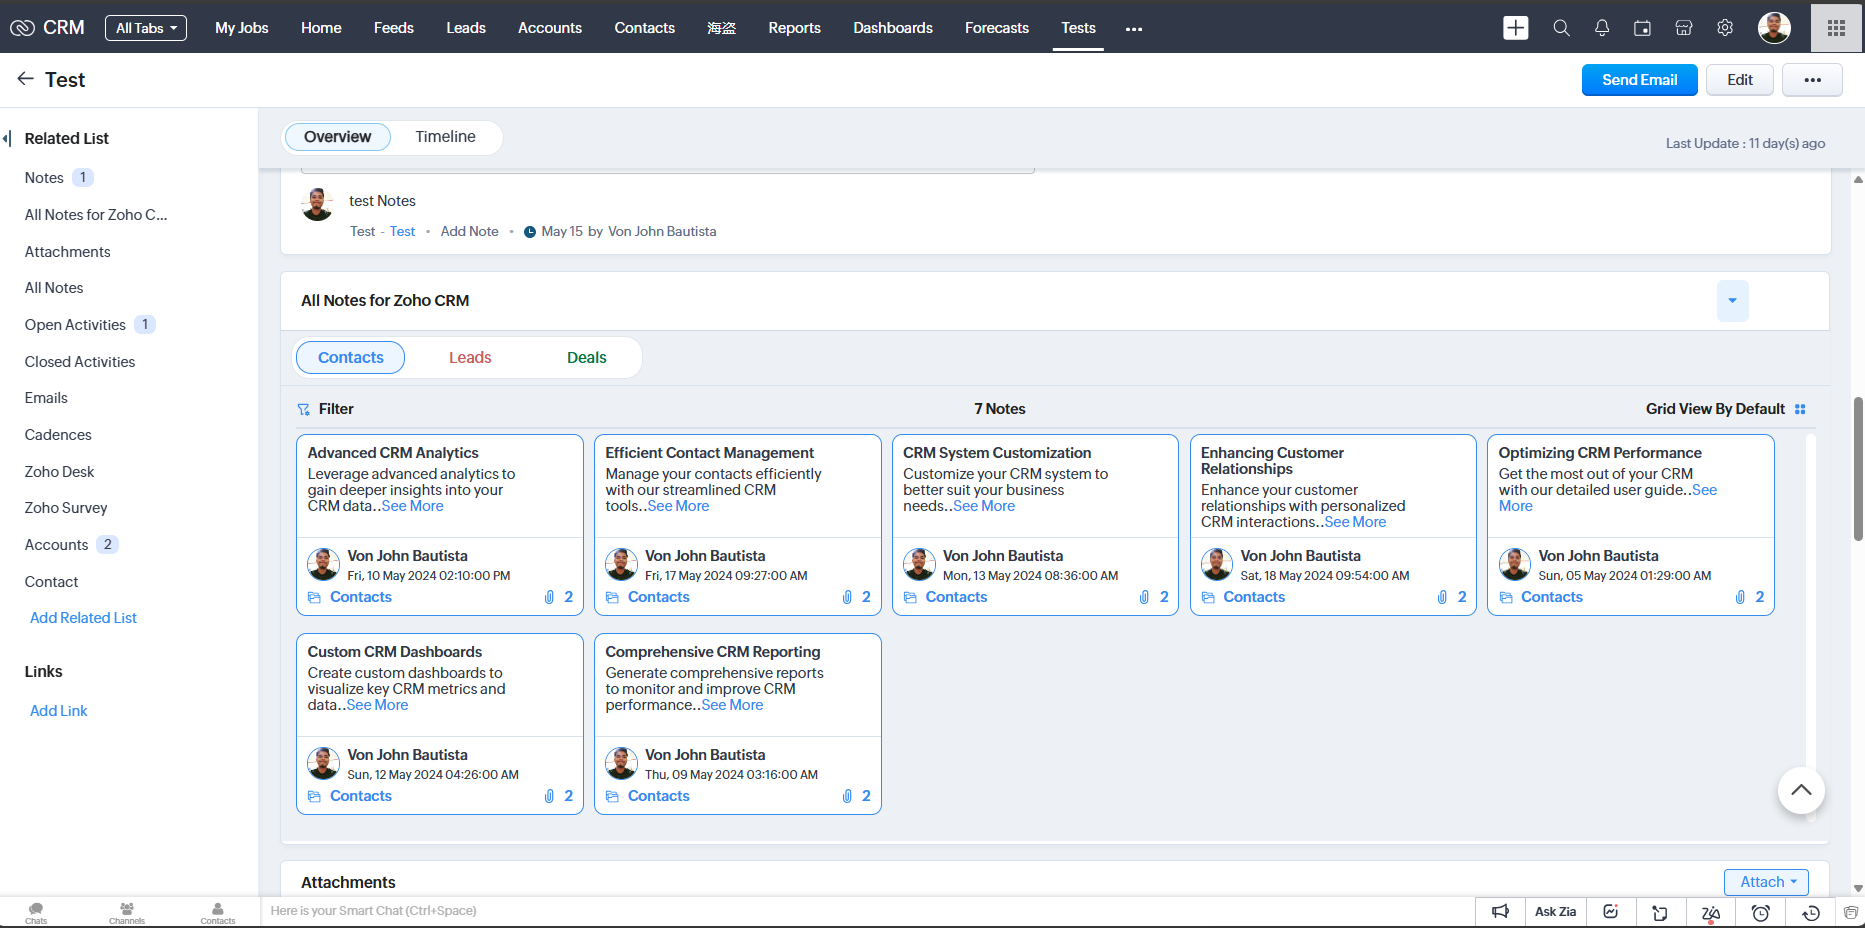 CRM
All Tabs
My Jobs
Home
Feeds
Leads
Accounts
Contacts
海盗
Reports
Dashboards
Forecasts
Tests
Test
Send Email
Edit
Related List
Overview
Timeline
Last Update : 11 day(s) ago
Notes 1
All Notes for Zoho C...
Attachments
All Notes
Open Activities 1
Closed Activities
Emails
Cadences
Zoho Desk
Zoho Survey
Accounts 2
Contact
Add Related List
Links
Add Link
test Notes
Test - Test • Add Note • May 15 by Von John Bautista
All Notes for Zoho CRM
Contacts
Leads
Deals
Filter
7 Notes
Grid View By Default
Advanced CRM Analytics
Leverage advanced analytics to
gain deeper insights into your
CRM data..See More
Von John Bautista
Fri, 10 May 2024 02:10:00 PM
Contacts 2
Efficient Contact Management
Manage your contacts efficiently
with our streamlined CRM
tools..See More
Von John Bautista
Fri, 17 May 2024 09:27:00 AM
Contacts 2
CRM System Customization
Customize your CRM system to
better suit your business
needs..See More
Von John Bautista
Mon, 13 May 2024 08:36:00 AM
Contacts 2
Enhancing Customer
Relationships
Enhance your customer
relationships with personalized
CRM interactions..See More
Von John Bautista
Sat, 18 May 2024 09:54:00 AM
Contacts 2
Optimizing CRM Performance
Get the most out of your CRM
with our detailed user guide..See
More
Von John Bautista
Sun, 05 May 2024 01:29:00 AM
Contacts 2
Custom CRM Dashboards
Create custom dashboards to
visualize key CRM metrics and
data..See More
Von John Bautista
Sun, 12 May 2024 04:26:00 AM
Contacts 2
Comprehensive CRM Reporting
Generate comprehensive reports
to monitor and improve CRM
performance..See More
Von John Bautista
Thu, 09 May 2024 03:16:00 AM
Contacts 2
Attachments
Attach
Chats
Channels
Contacts
Here is your Smart Chat (Ctrl+Space)
Ask Zia